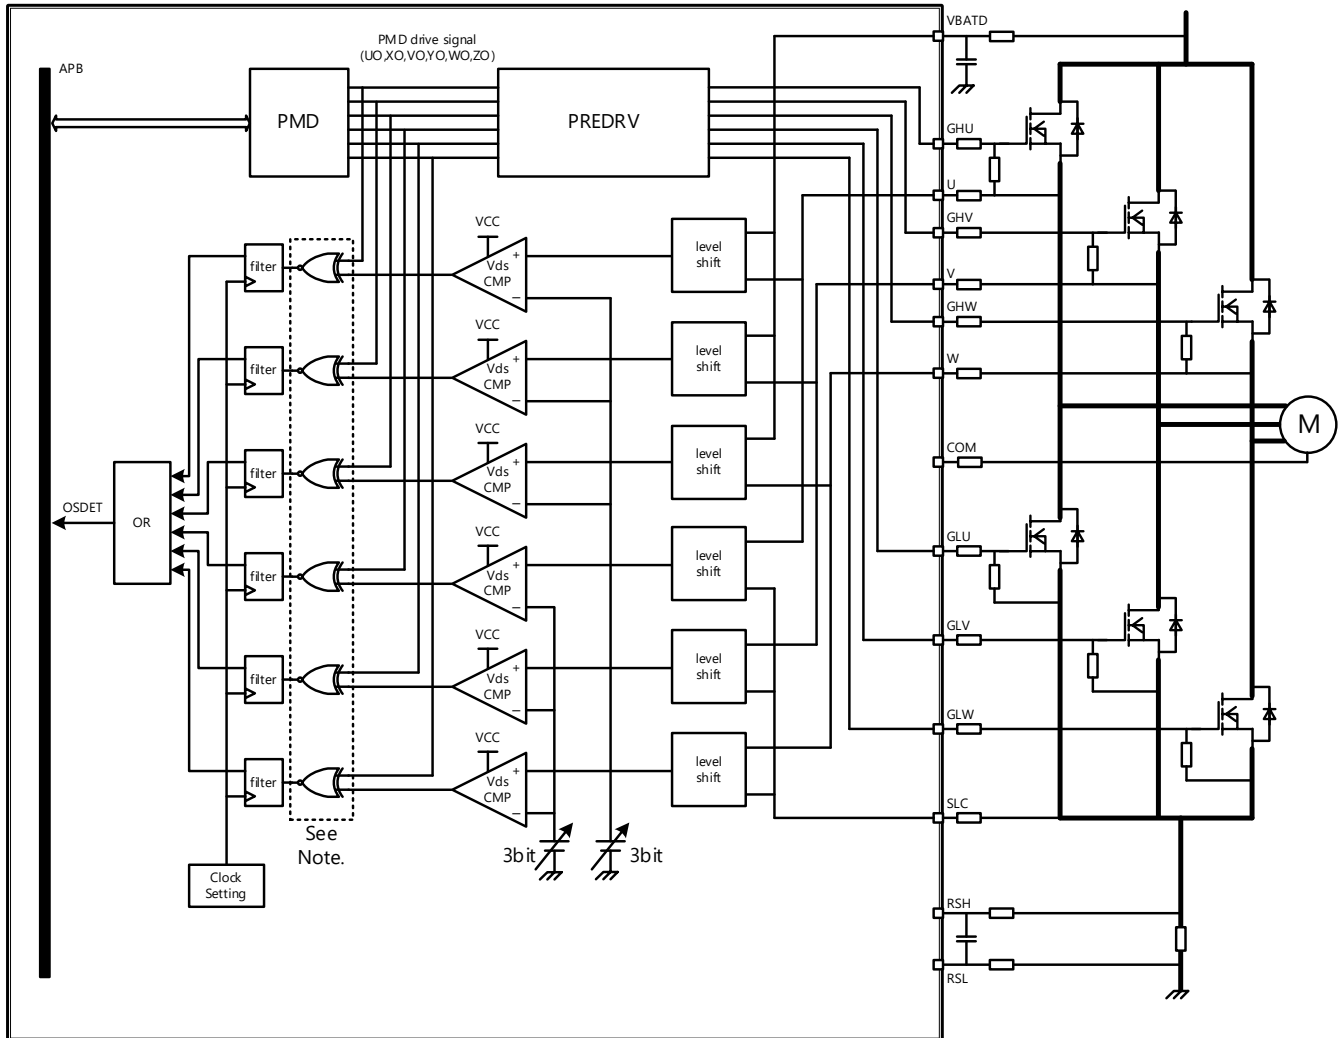 VBATD
PMD drive signal
(UO,XO,VO,YO,WO,ZO)
APB
PMD
PREDRV
GHU
U
GHV
V
GHW
W
COM
GLU
GLV
GLW
SLC
RSH
RSL
M
VCC
+
Vds
CMP
−
level
shift
filter
VCC
+
Vds
CMP
−
level
shift
filter
VCC
+
Vds
CMP
−
level
shift
filter
OSDET
OR
VCC
+
Vds
CMP
−
level
shift
filter
VCC
+
Vds
CMP
−
level
shift
filter
VCC
+
Vds
CMP
−
level
shift
filter
See
Note.
3bit
3bit
Clock
Setting